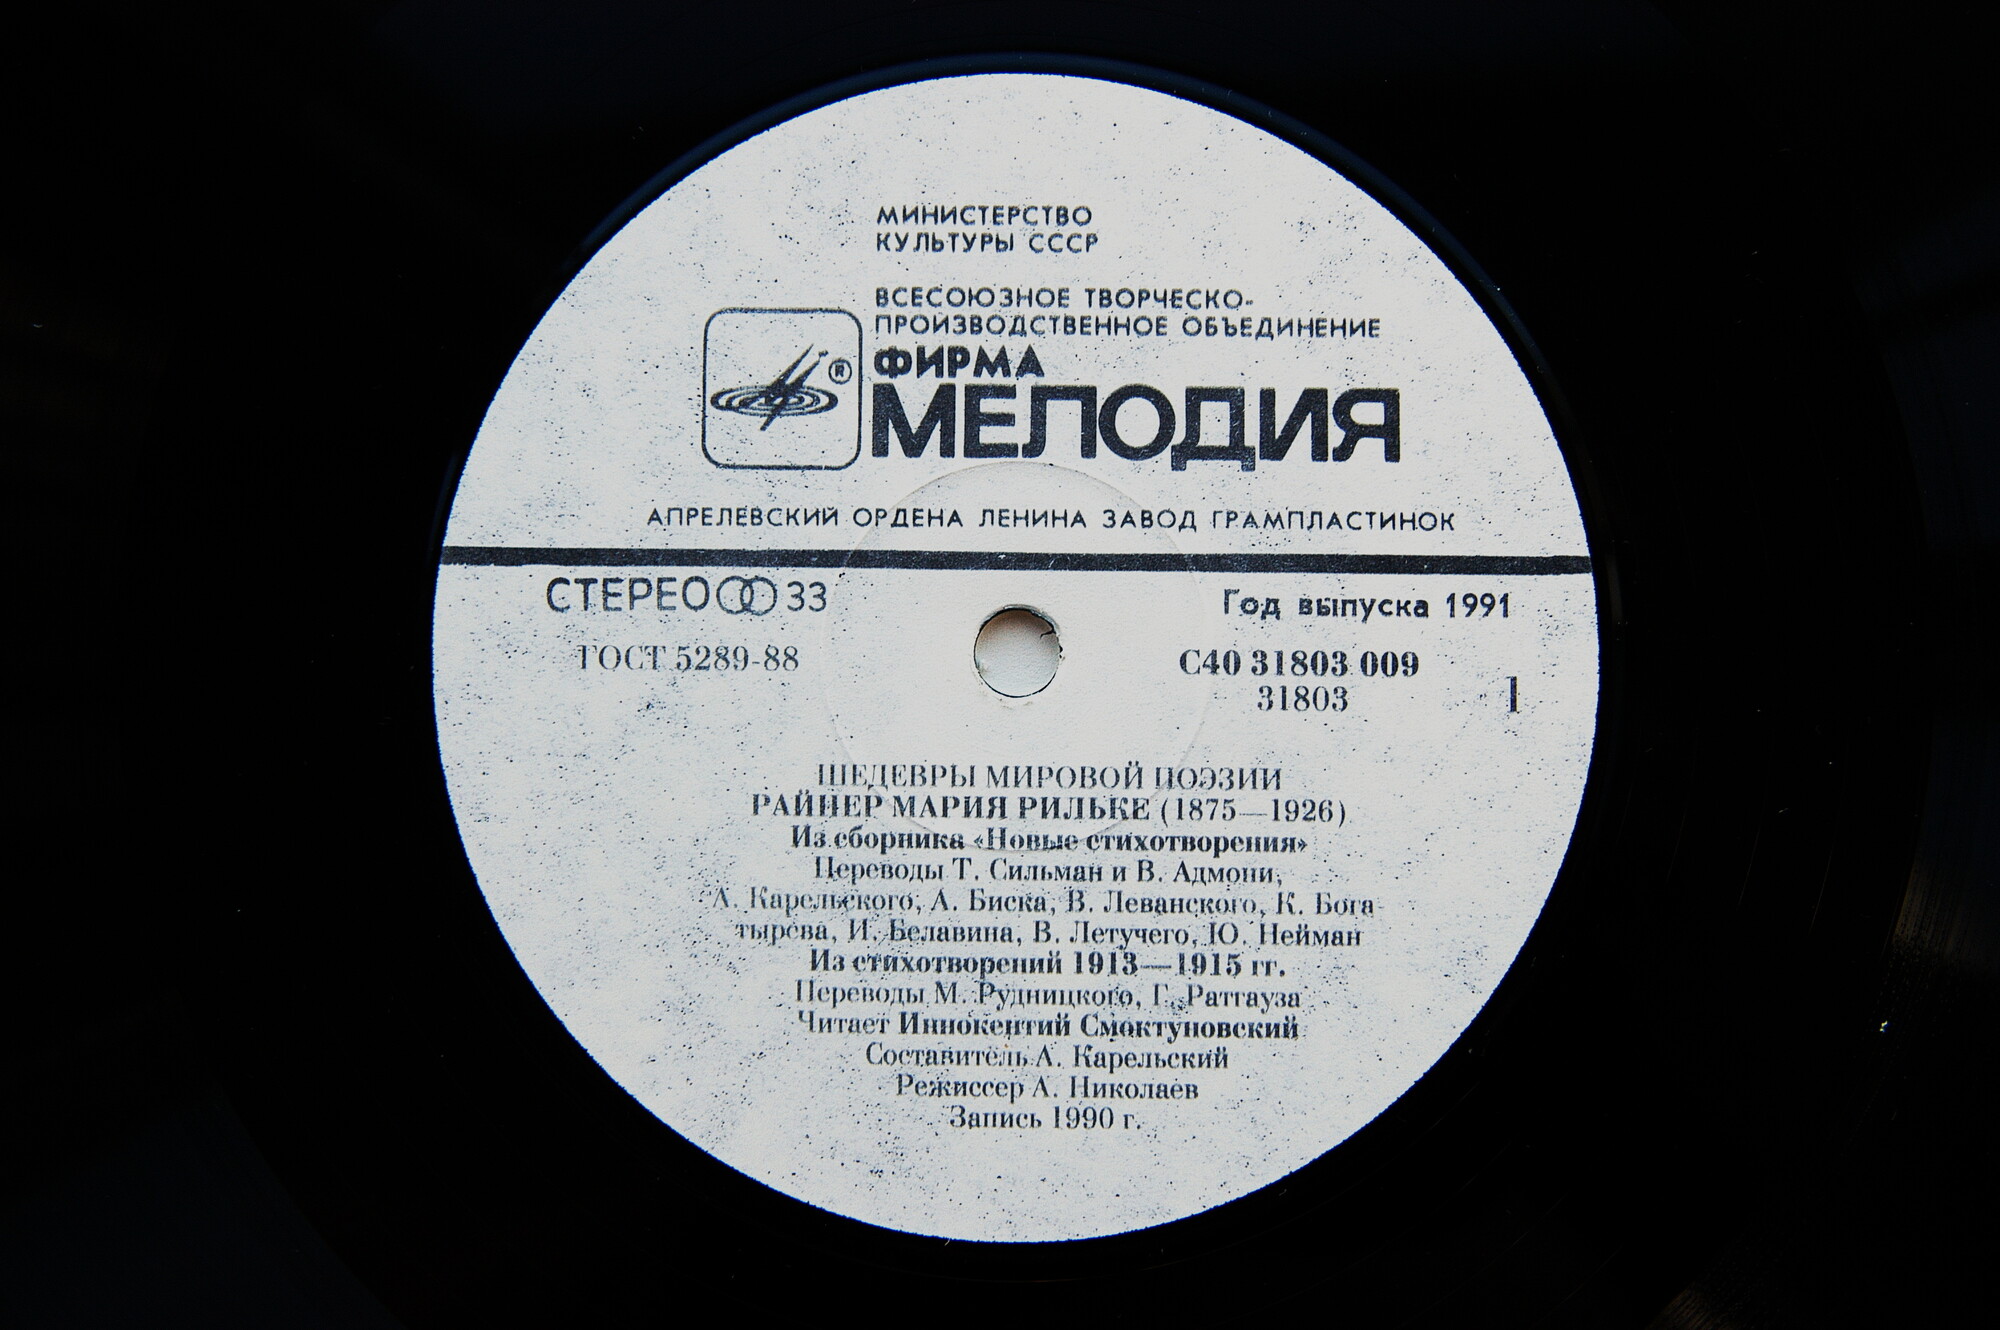 МИНИСТЕРСТВО
КУЛЬТУРЫ СССР
ВСЕСОЮЗНОЕ ТВОРЧЕСКО-
ПРОИЗВОДСТВЕННОЕ ОБЪЕДИНЕНИЕ
ФИРМА
®
МЕЛОДИЯ
АПРЕЛЕВСКИЙ ОРДЕНА ЛЕНИНА ЗАВОД ГРАМПЛАСТИНОК
СТЕРЕО 33
Год выпуска 1991
ГОСТ 5289-88
С40 31803 009
31803
1
ШЕДЕВРЫ МИРОВОЙ ПОЭЗИИ
РАЙНЕР МАРИЯ РИЛЬКЕ (1875—1926)
Из сборника «Новые стихотворения»
Переводы Т. Сильман и В. Адмони,
А. Карельского, А. Биска, В. Леванского, К. Бога-
тырева, И. Белавина, В. Летучего, Ю. Нейман
Из стихотворений 1913—1915 гг.
Переводы М. Рудницкого, Г. Ратгауза
Читает Иннокентий Смоктуновский
Составитель А. Карельский
Режиссер А. Николаев
Запись 1990 г.